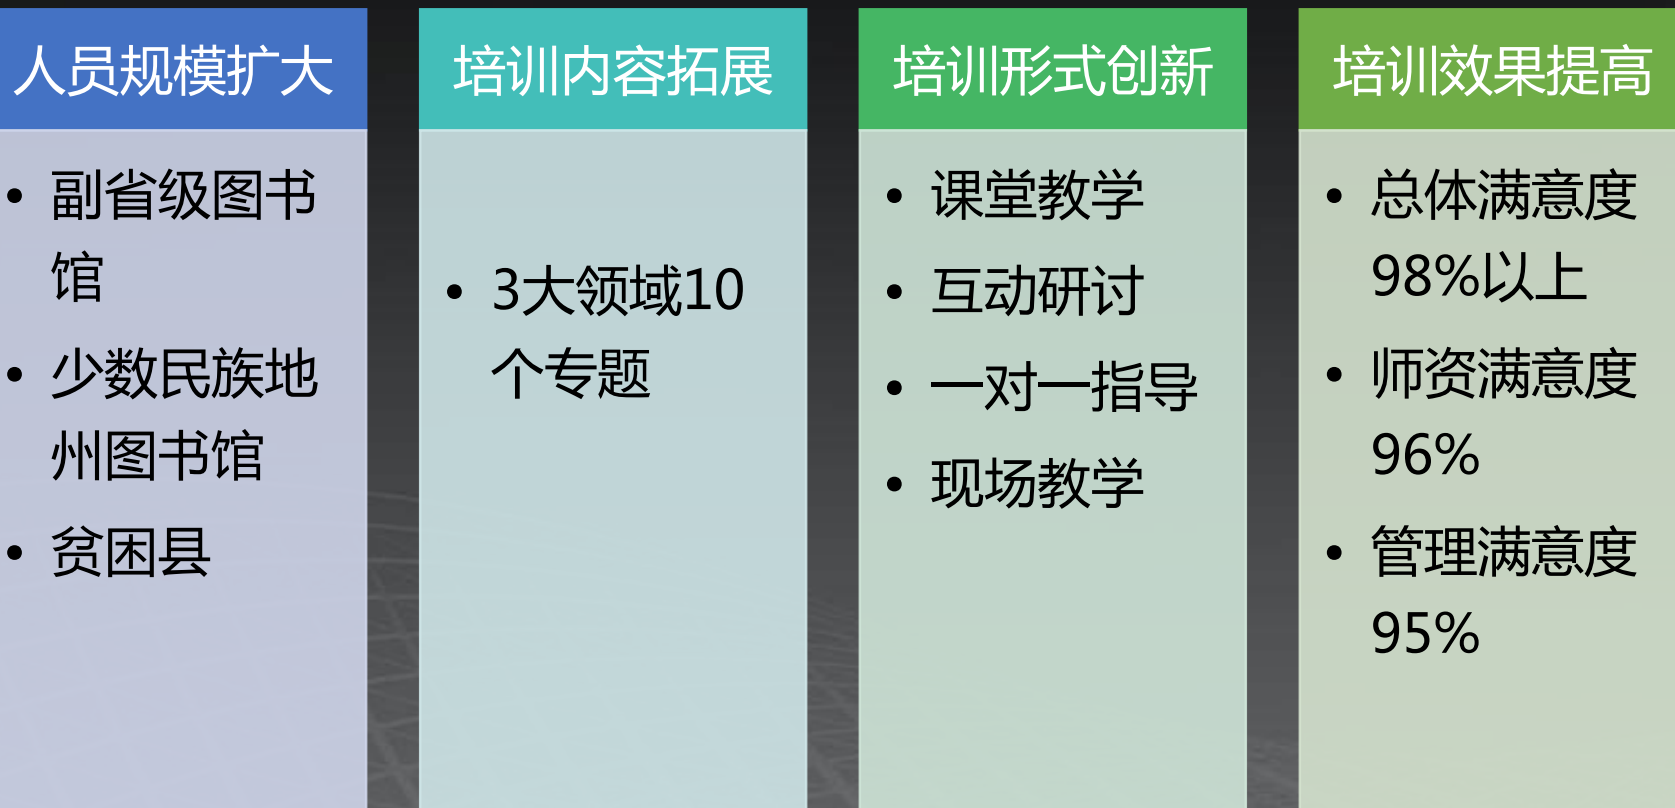 人员规模扩大
• 副省级图书
馆
• 少数民族地
州图书馆
• 贫困县
培训内容拓展
• 3大领域10
个专题
培训形式创新
• 课堂教学
• 互动研讨
• 一对一指导
• 现场教学
培训效果提高
• 总体满意度
98%以上
• 师资满意度
96%
• 管理满意度
95%